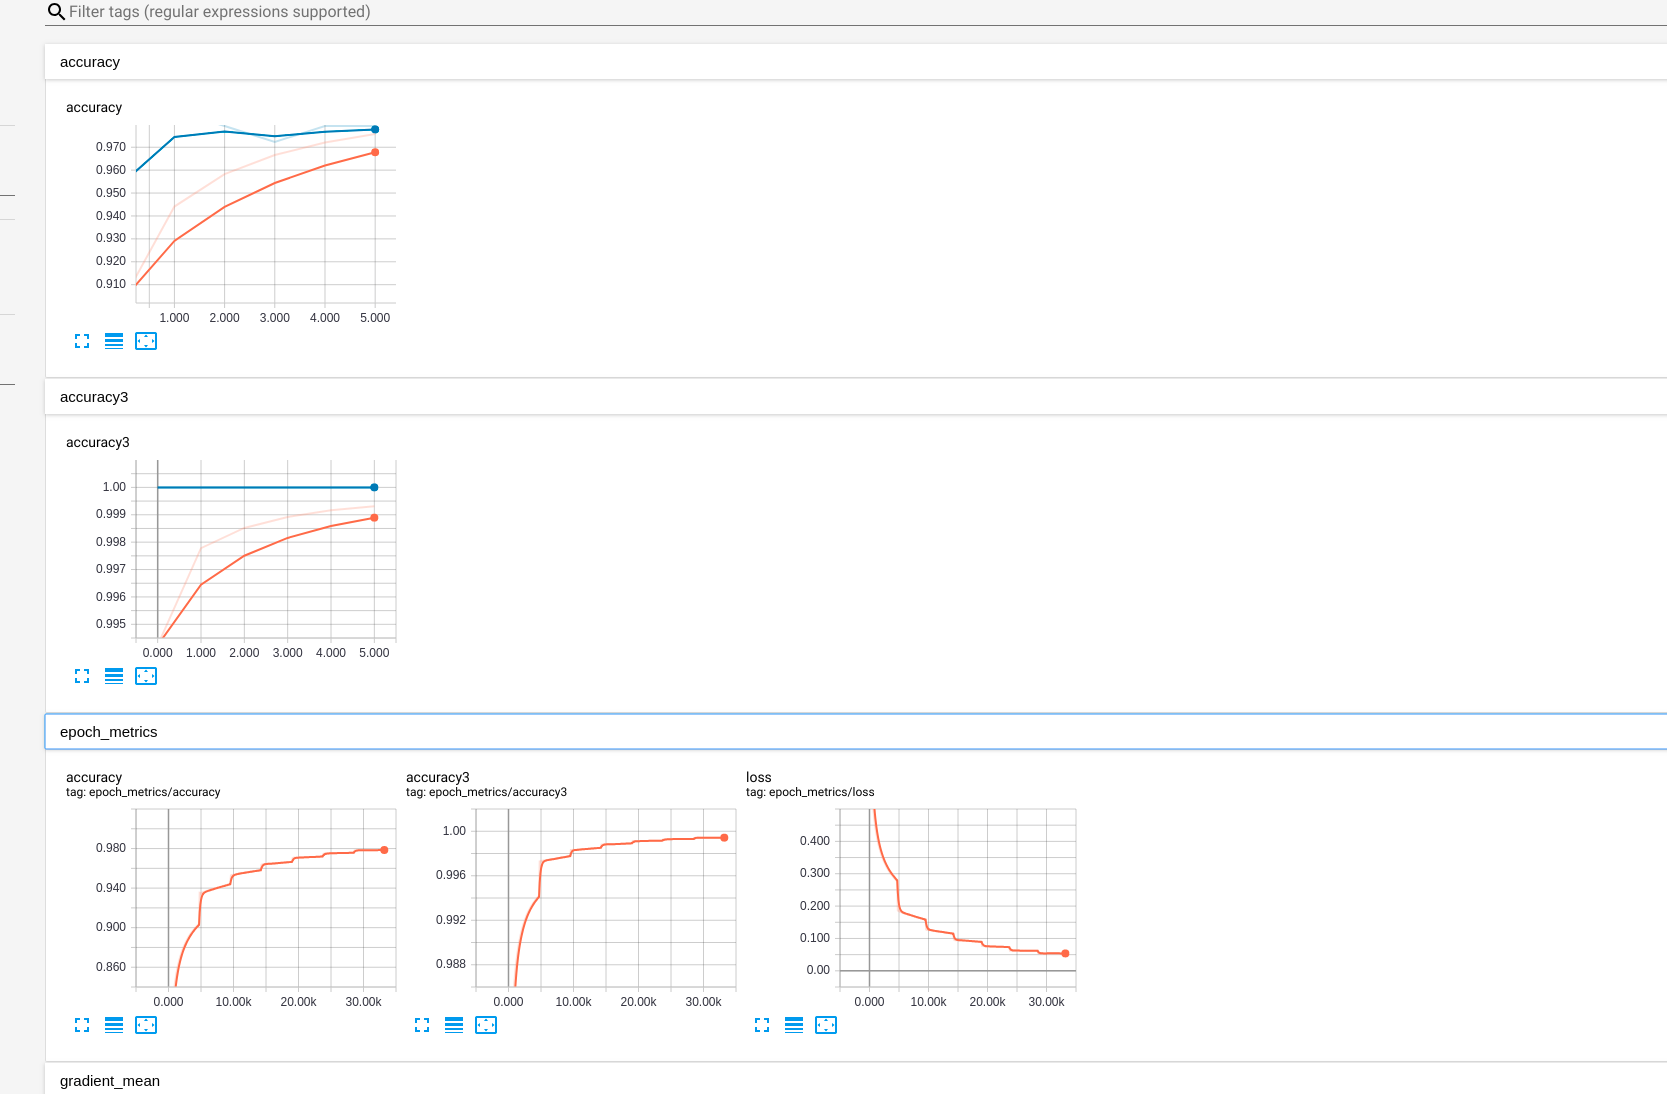 Filter tags (regular expressions supported)
accuracy
accuracy
0.970
0.960
0.950
0.940
0.930
0.920
0.910
1.000 2.000 3.000 4.000 5.000
accuracy3
accuracy3
1.00
0.999
0.998
0.997
0.996
0.995
0.000 1.000 2.000 3.000 4.000 5.000
epoch_metrics
accuracy
tag: epoch_metrics/accuracy
0.980
0.940
0.900
0.860
0.000 10.00k 20.00k 30.00k
accuracy3
tag: epoch_metrics/accuracy3
1.00
0.996
0.992
0.988
0.000 10.00k 20.00k 30.00k
loss
tag: epoch_metrics/loss
0.400
0.300
0.200
0.100
0.00
0.000 10.00k 20.00k 30.00k
gradient_mean